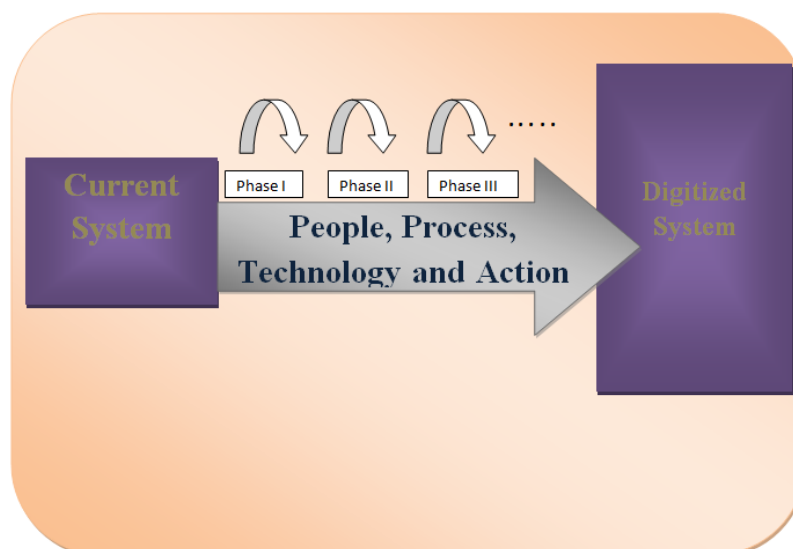 .....
Current
System
Phase I
Phase II
Phase III
People, Process,
Technology and Action
Digitized
System